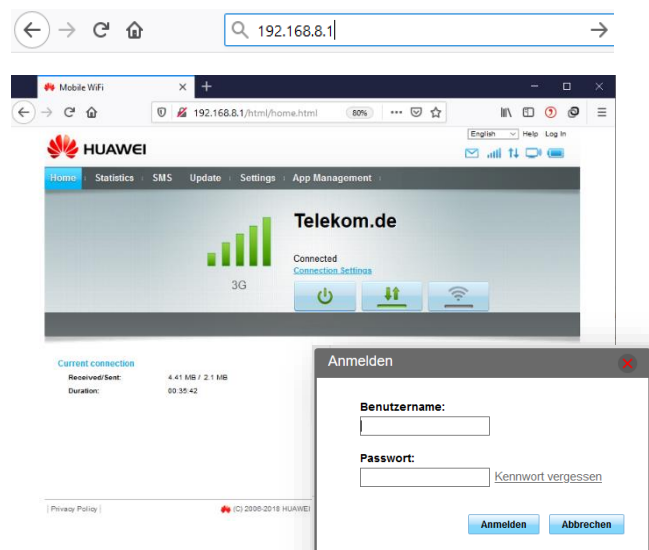 192.168.8.1
Mobile WiFi
192.168.8.1/html/home.html 80%
English Help Log In
HUAWEI
Home Statistics SMS Update Settings App Management
Telekom.de
Connected
Connection Settings
3G
Current connection
Received/Sent: 4.41 MB / 2.1 MB
Duration: 00:35:42
Privacy Policy (C) 2006-2018 HUAWEI
Anmelden
Benutzername:
Passwort:
Kennwort vergessen
Anmelden Abbrechen